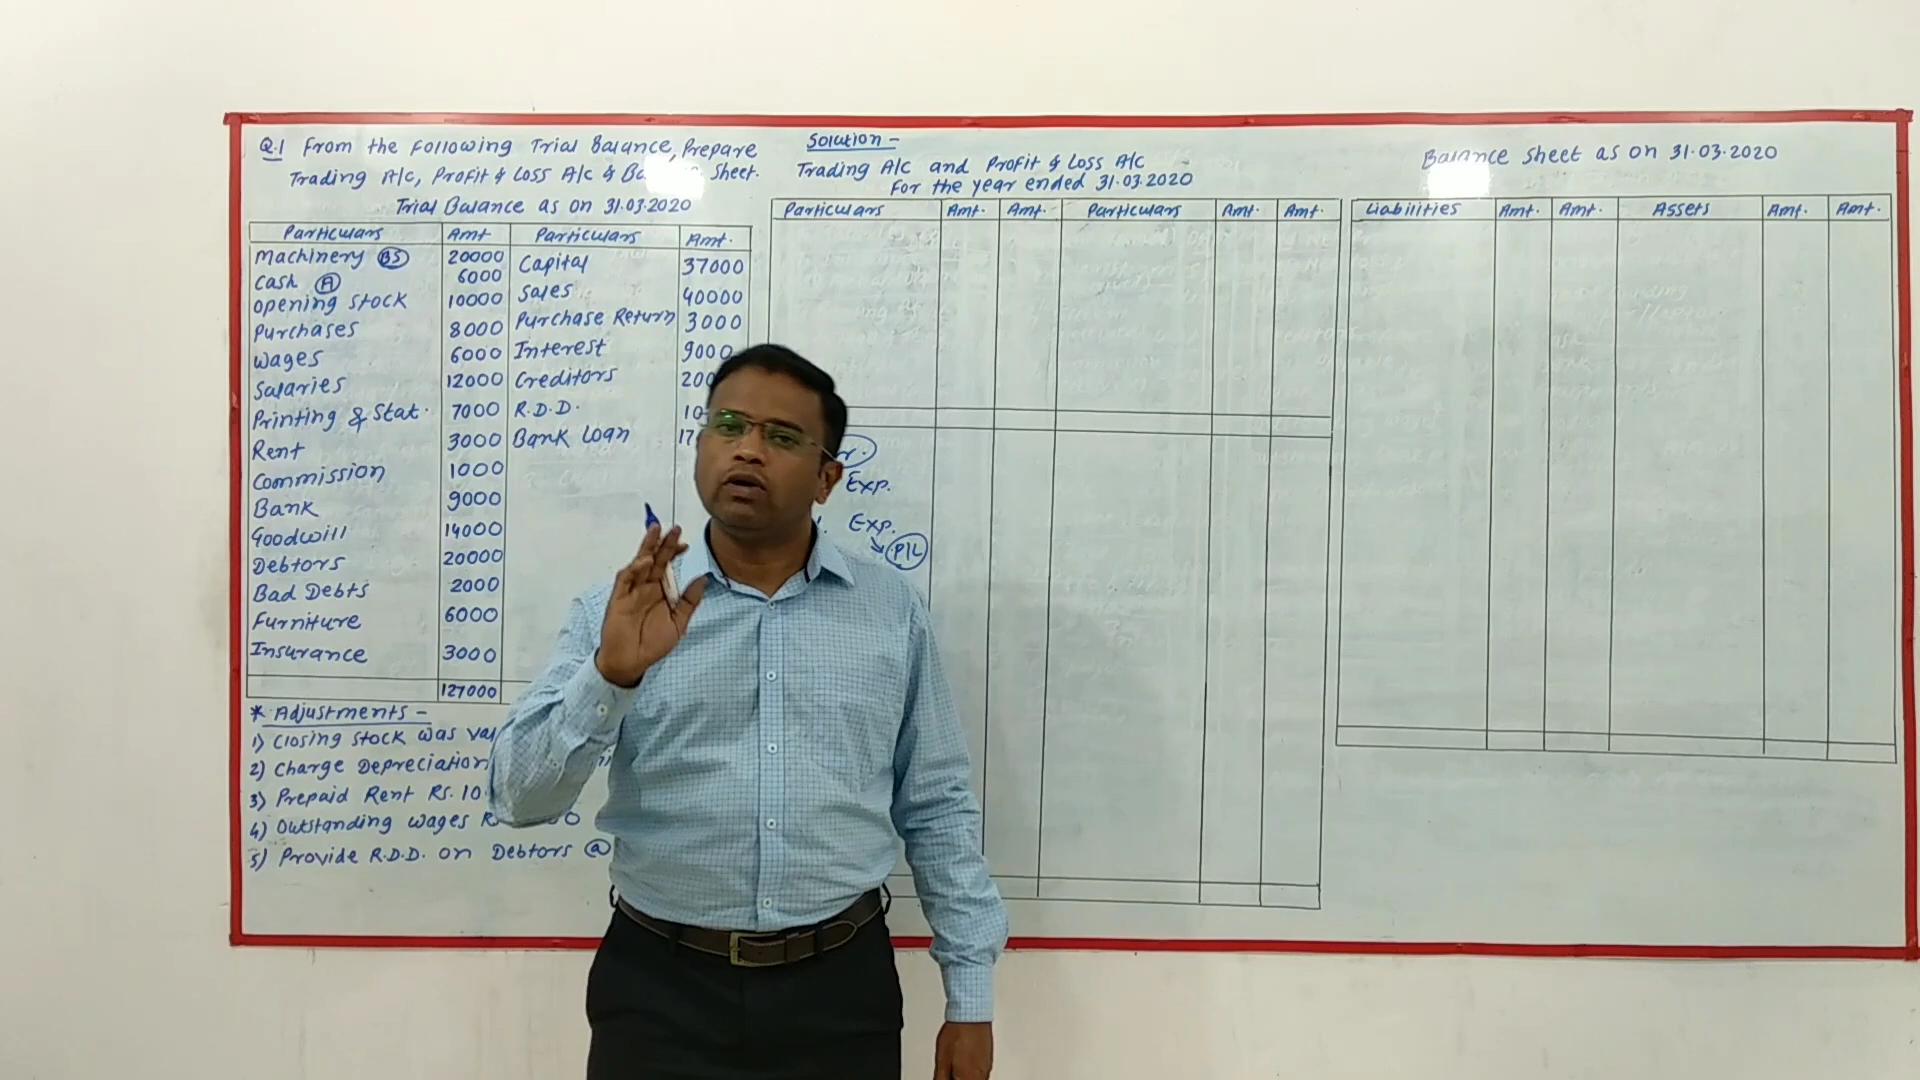 Q.1 From the Following Trial Balance, Prepare
Trading A/c, Profit & Loss A/c & Sheet.
Trial Balance as on 31.03.2020
Particulars Amt Particulars Amt.
Machinery BS 20000 Capital 37000
Cash A 6000 Sales 40000
Opening Stock 10000 Purchase Return 3000
Purchases 8000 Interest 9000
Wages 6000 Creditors
Salaries 12000 R.D.D.
Printing & Stat. 7000 Bank Loan
Rent 3000
Commission 1000
Bank 9000
Goodwill 14000
Debtors 20000
Bad Debts 2000
Furniture 6000
Insurance 3000
127000
* Adjustments -
1) Closing Stock was
2) Charge Depreciation
3) Prepaid Rent Rs.
4) Outstanding Wages
5) Provide R.D.D. on Debtors @
Solution -
Trading A/c and Profit & Loss A/c
For the year ended 31.03.2020
Particulars Amt. Amt. Particulars Amt. Amt.
Exp.
Exp.
P/L
Balance Sheet as on 31.03.2020
Liabilities Amt. Amt. Assets Amt. Amt.